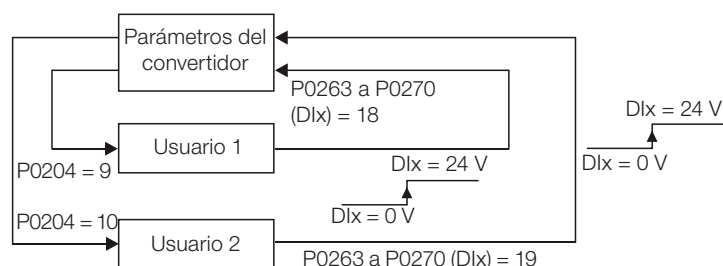 Parámetros del
convertidor
P0263 a P0270
(DIx) = 18
DIx = 24 V
Usuario 1
DIx = 24 V
DIx = 0 V
P0204 = 9
DIx = 0 V
P0204 = 10
Usuario 2
P0263 a P0270 (DIx) = 19